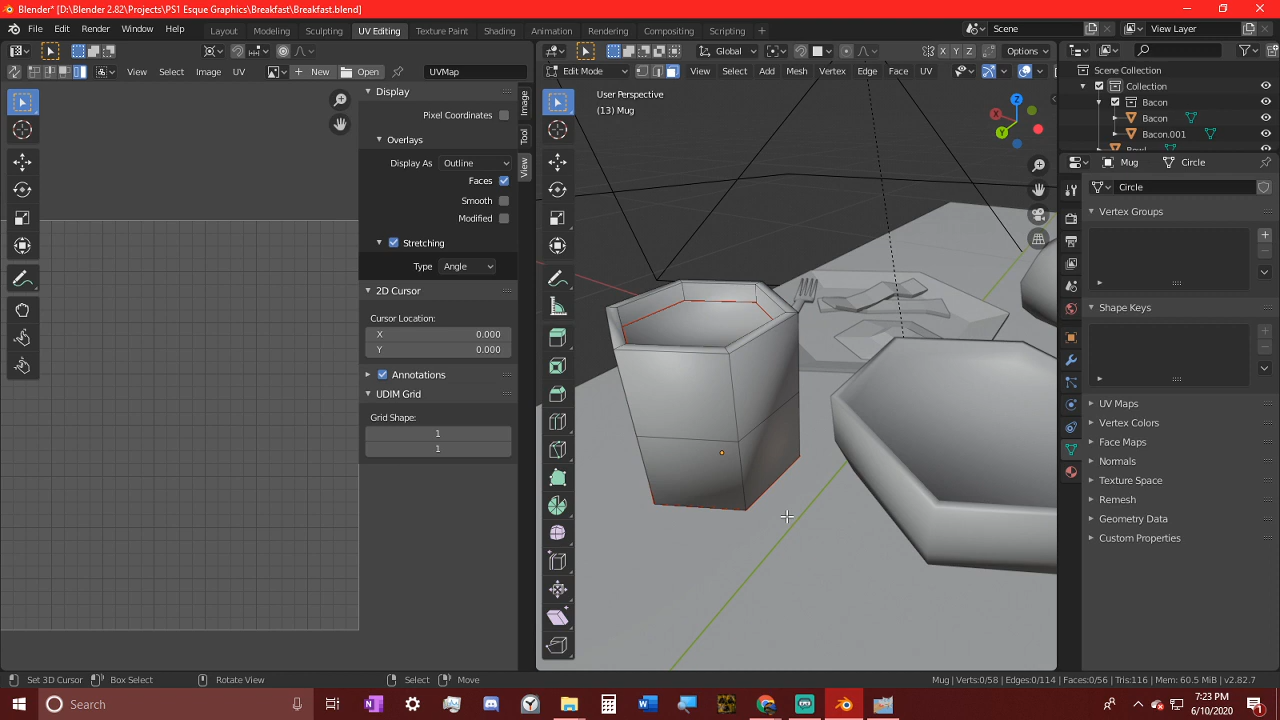 Blender* [D:\Blender 2.82\Projects\PS1 Esque Graphics\Breakfast\Breakfast.blend]
File Edit Render Window Help Layout Modeling Sculpting UV Editing Texture Paint Shading Animation Rendering Compositing Scripting + Scene View Layer
Global Options
View Select Image UV New Open UVMap Edit Mode View Select Add Mesh Vertex Edge Face UV
Display
Pixel Coordinates
Overlays
Display As Outline
Faces
Smooth
Modified
Stretching
Type Angle
2D Cursor
Cursor Location:
X 0.000
Y 0.000
Annotations
UDIM Grid
Grid Shape:
1
1
Image
Tool
View
User Perspective
(13) Mug
X Y Z
Z
Y
Scene Collection
Collection
Bacon
Bacon
Bacon.001
Mug Circle
Circle
Vertex Groups
Shape Keys
UV Maps
Vertex Colors
Face Maps
Normals
Texture Space
Remesh
Geometry Data
Custom Properties
Set 3D Cursor Box Select Rotate View Select Move Mug | Verts:0/58 | Edges:0/114 | Faces:0/56 | Tris:116 | Mem: 60.5 MiB | v2.82.7
Search
7:23 PM
6/10/2020